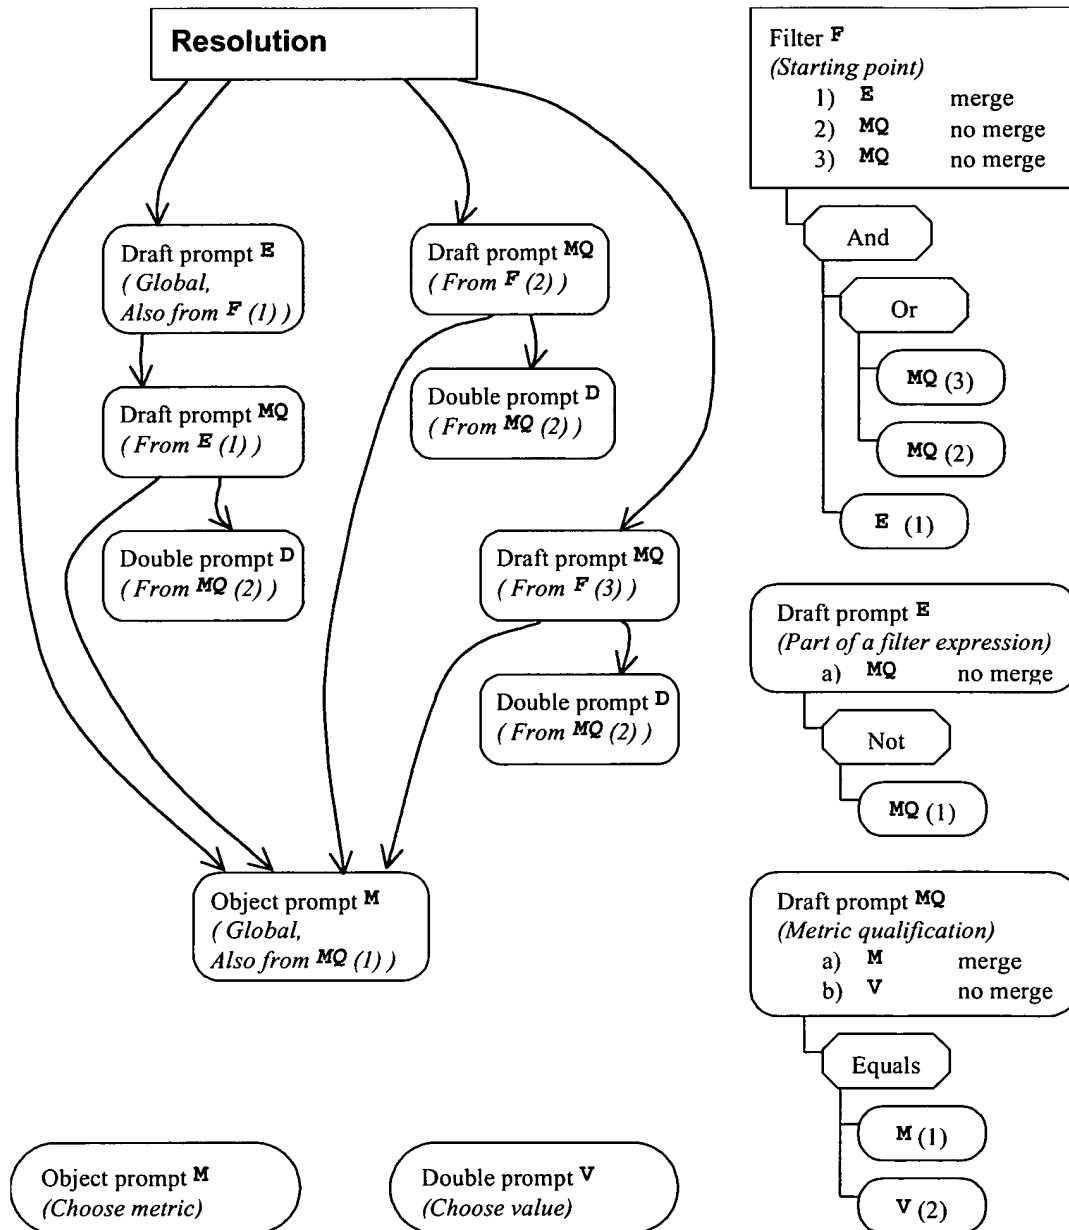 Resolution
Draft prompt E
( Global,
Also from F (1) )
Draft prompt MQ
( From E (1) )
Double prompt D
( From MQ (2) )
Draft prompt MQ
( From F (2) )
Double prompt D
( From MQ (2) )
Draft prompt MQ
( From F (3) )
Double prompt D
( From MQ (2) )
Object prompt M
( Global,
Also from MQ (1) )
Object prompt M
(Choose metric)
Double prompt V
(Choose value)
Filter F
(Starting point)
1) E merge
2) MQ no merge
3) MQ no merge
And
Or
MQ (3)
MQ (2)
E (1)
Draft prompt E
(Part of a filter expression)
a) MQ no merge
Not
MQ (1)
Draft prompt MQ
(Metric qualification)
a) M merge
b) V no merge
Equals
M (1)
V (2)